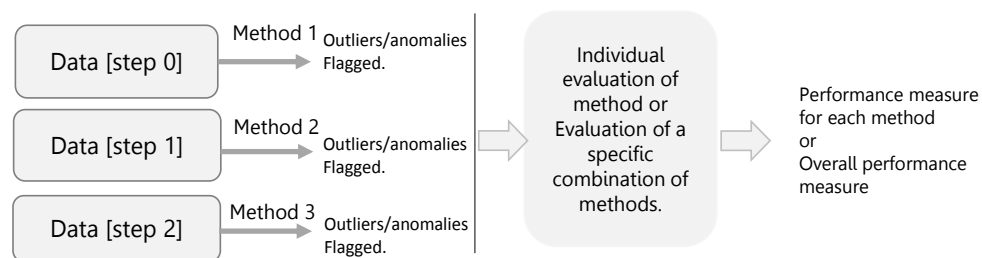 Method 1
Data [step 0]
Outliers/anomalies
Flagged.
Method 2
Data [step 1]
Outliers/anomalies
Flagged.
Method 3
Data [step 2]
Outliers/anomalies
Flagged.
Individual
evaluation of
method or
Evaluation of a
specific
combination of
methods.
Performance measure
for each method
or
Overall performance
measure